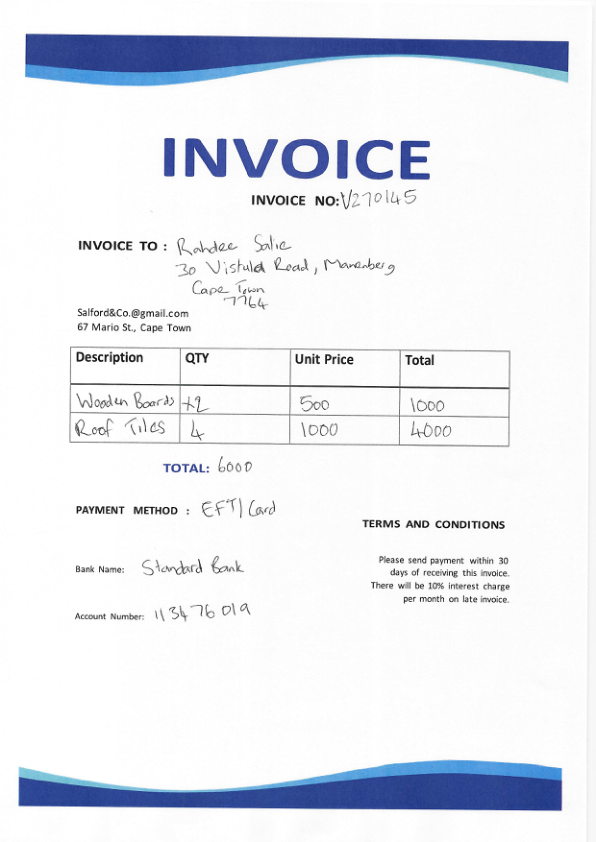 INVOICE
INVOICE NO: V270145
INVOICE TO : Rahdee Salie
30 Vistula Road, Manenberg
Cape Town
7764
Salford&Co.@gmail.com
67 Mario St., Cape Town
Description QTY Unit Price Total
Wooden Boards x2 500 1000
Roof Tiles 4 1000 4000
TOTAL: 6000
PAYMENT METHOD : EFT/Card
TERMS AND CONDITIONS
Please send payment within 30
days of receiving this invoice.
There will be 10% interest charge
per month on late invoice.
Bank Name: Standard Bank
Account Number: 113476019